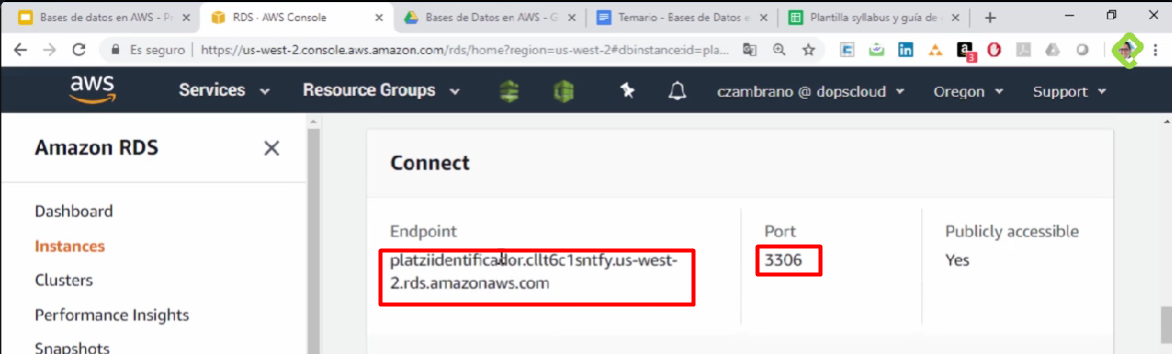 Bases de datos en AWS - Pr
RDS · AWS Console
Bases de Datos en AWS - G
Temario - Bases de Datos e
Plantilla syllabus y guía de
Es seguro
https://us-west-2.console.aws.amazon.com/rds/home?region=us-west-2#dbinstance:id=pla...
3
aws
Services
Resource Groups
czambrano @ dopscloud
Oregon
Support
Amazon RDS
Dashboard
Instances
Clusters
Performance Insights
Snapshots
Connect
Endpoint
platziidentificador.cllt6c1sntfy.us-west-
2.rds.amazonaws.com
Port
3306
Publicly accessible
Yes